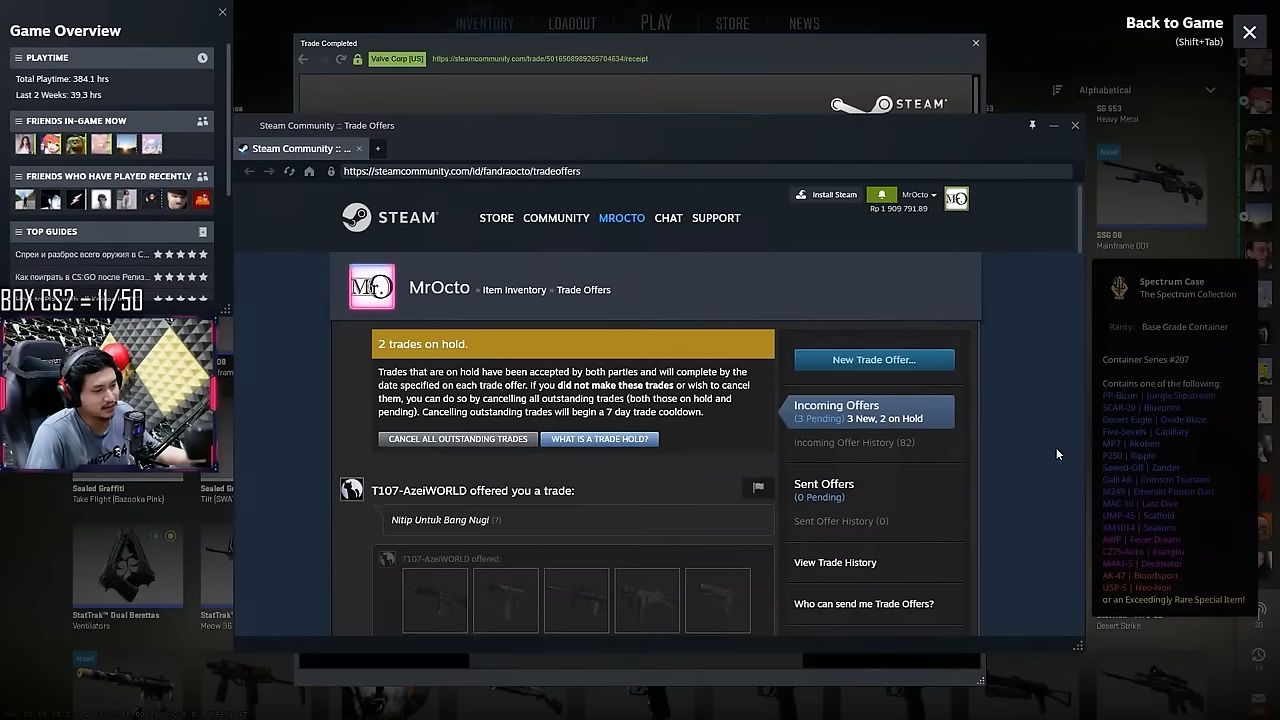 Game Overview
PLAYTIME
Total Playtime: 384.1 hrs
Last 2 Weeks: 39.3 hrs
FRIENDS IN-GAME NOW
FRIENDS WHO HAVE PLAYED RECENTLY
TOP GUIDES
Спреи и разброс всего оружия в C...
Как поиграть в CS:GO после Релиз...
BOX CS2 = 11/50
INVENTORY
LOADOUT
PLAY
STORE
NEWS
Back to Game
(Shift+Tab)
Trade Completed
Valve Corp [US]
https://steamcommunity.com/trade/5016508989265704634/receipt
STEAM
Steam Community :: Trade Offers
Steam Community :: ...
https://steamcommunity.com/id/fandraocto/tradeoffers
STEAM
STORE
COMMUNITY
MROCTO
CHAT
SUPPORT
Install Steam
MrOcto
Rp 1 909 791.89
MrO
MrOcto » Item Inventory » Trade Offers
2 trades on hold.
Trades that are on hold have been accepted by both parties and will complete by the
date specified on each trade offer. If you did not make these trades or wish to cancel
them, you can do so by cancelling all outstanding trades (both those on hold and
pending). Cancelling outstanding trades will begin a 7 day trade cooldown.
CANCEL ALL OUTSTANDING TRADES
WHAT IS A TRADE HOLD?
T107-AzeiWORLD offered you a trade:
Nitip Untuk Bang Nugi (?)
T107-AzeiWORLD offered:
New Trade Offer...
Incoming Offers
(3 Pending) 3 New, 2 on Hold
Incoming Offer History (82)
Sent Offers
(0 Pending)
Sent Offer History (0)
View Trade History
Who can send me Trade Offers?
Alphabetical
SG 553
Heavy Metal
New!
SSG 08
Mainframe 001
Spectrum Case
The Spectrum Collection
Rarity: Base Grade Container
Container Series #207
Contains one of the following:
PP-Bizon | Jungle Slipstream
SCAR-20 | Blueprint
Desert Eagle | Oxide Blaze
Five-SeveN | Capillary
MP7 | Akoben
P250 | Ripple
Sawed-Off | Zander
Galil AR | Crimson Tsunami
M249 | Emerald Poison Dart
MAC-10 | Last Dive
UMP-45 | Scaffold
XM1014 | Seasons
AWP | Fever Dream
CZ75-Auto | Xiangliu
M4A1-S | Decimator
AK-47 | Bloodsport
USP-S | Neo-Noir
or an Exceedingly Rare Special Item!
Desert Strike
Sealed Graffiti
Take Flight (Bazooka Pink)
Sealed
Tilt (SWA
StatTrak™ Dual Berettas
Ventilators
StatTrak
Meow 36
New!